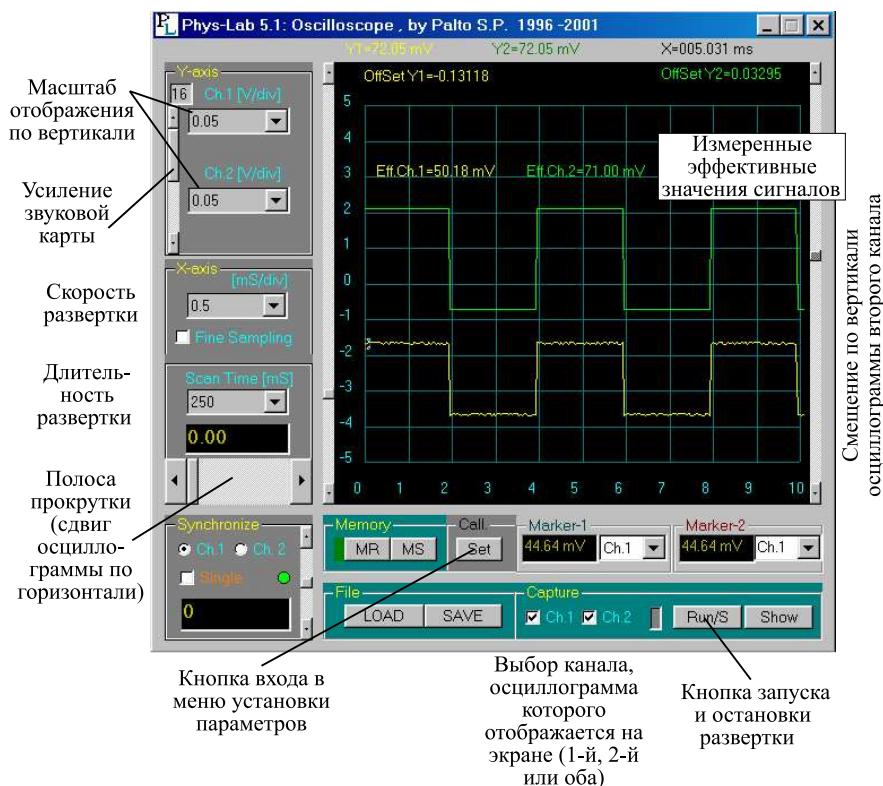 Phys-Lab 5.1: Oscilloscope , by Palto S.P.  1996 -2001
Y1=72.05 mV
Y2=72.05 mV
X=005.031 ms
Y-axis
16
Ch.1 [V/div]
0.05
Ch.2 [V/div]
0.05
OffSet Y1=-0.13118
OffSet Y2=0.03295
Eff.Ch.1=50.18 mV
Eff.Ch.2=71.00 mV
5
4
3
2
1
0
-1
-2
-3
-4
-5
0 1 2 3 4 5 6 7 8 9 10
X-axis
[mS/div]
0.5
Fine Sampling
Scan Time [mS]
250
0.00
Synchronize
Ch.1
Ch. 2
Single
0
Memory
MR
MS
Call.
Set
Marker-1
44.64 mV
Ch.1
Marker-2
44.64 mV
Ch.1
File
LOAD
SAVE
Capture
Ch.1
Ch.2
Run/S
Show
Масштаб
отображения
по вертикали
Усиление
звуковой
карты
Скорость
развертки
Длитель-
ность
развертки
Полоса
прокрутки
(сдвиг
осцилло-
граммы по
горизонтали)
Измеренные
эффективные
значения сигналов
Смещение по вертикали
осциллограммы второго канала
Кнопка входа в
меню установки
параметров
Выбор канала,
осциллограмма
которого
отображается на
экране (1-й, 2-й
или оба)
Кнопка запуска
и остановки
развертки